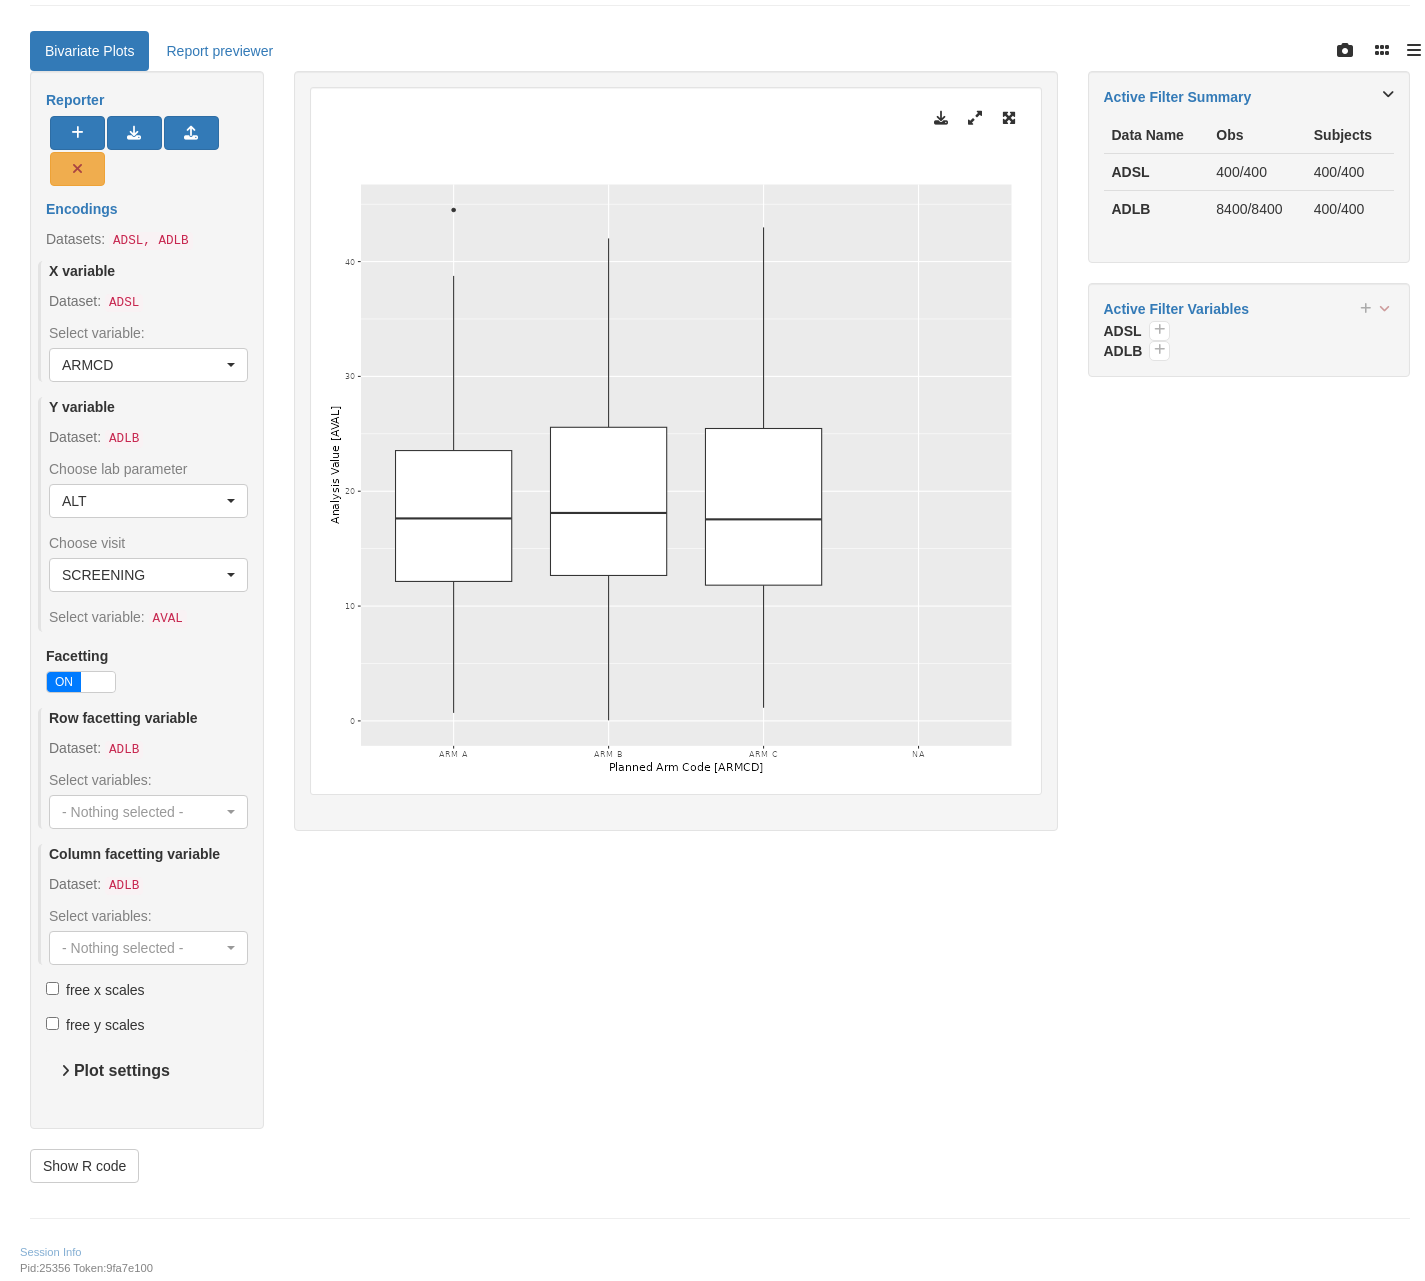 Bivariate Plots
Report previewer
Reporter
Encodings
Datasets: ADSL, ADLB
X variable
Dataset: ADSL
Select variable:
ARMCD
Y variable
Dataset: ADLB
Choose lab parameter
ALT
Choose visit
SCREENING
Select variable: AVAL
Facetting
ON
Row facetting variable
Dataset: ADLB
Select variables:
- Nothing selected -
Column facetting variable
Dataset: ADLB
Select variables:
- Nothing selected -
free x scales
free y scales
Plot settings
Show R code
Analysis Value [AVAL]
40
30
20
10
0
ARM A ARM B ARM C NA
Planned Arm Code [ARMCD]
Active Filter Summary
Data Name Obs Subjects
ADSL 400/400 400/400
ADLB 8400/8400 400/400
Active Filter Variables
ADSL
ADLB
Session Info
Pid:25356 Token:9fa7e100